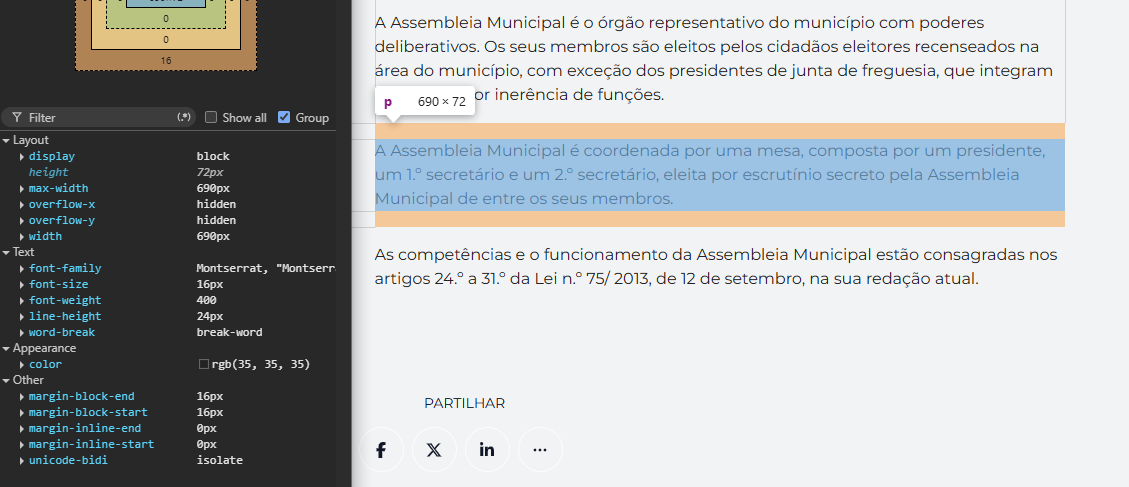 0
0
16
Filter
(.*)
Show all
Group
Layout
display block
height 72px
max-width 690px
overflow-x hidden
overflow-y hidden
width 690px
Text
font-family Montserrat, "Montserr
font-size 16px
font-weight 400
line-height 24px
word-break break-word
Appearance
color rgb(35, 35, 35)
Other
margin-block-end 16px
margin-block-start 16px
margin-inline-end 0px
margin-inline-start 0px
unicode-bidi isolate
A Assembleia Municipal é o órgão representativo do município com poderes
deliberativos. Os seus membros são eleitos pelos cidadãos eleitores recenseados na
área do município, com exceção dos presidentes de junta de freguesia, que integram
or inerência de funções.
p 690 × 72
A Assembleia Municipal é coordenada por uma mesa, composta por um presidente,
um 1.º secretário e um 2.º secretário, eleita por escrutínio secreto pela Assembleia
Municipal de entre os seus membros.
As competências e o funcionamento da Assembleia Municipal estão consagradas nos
artigos 24.º a 31.º da Lei n.º 75/ 2013, de 12 de setembro, na sua redação atual.
PARTILHAR